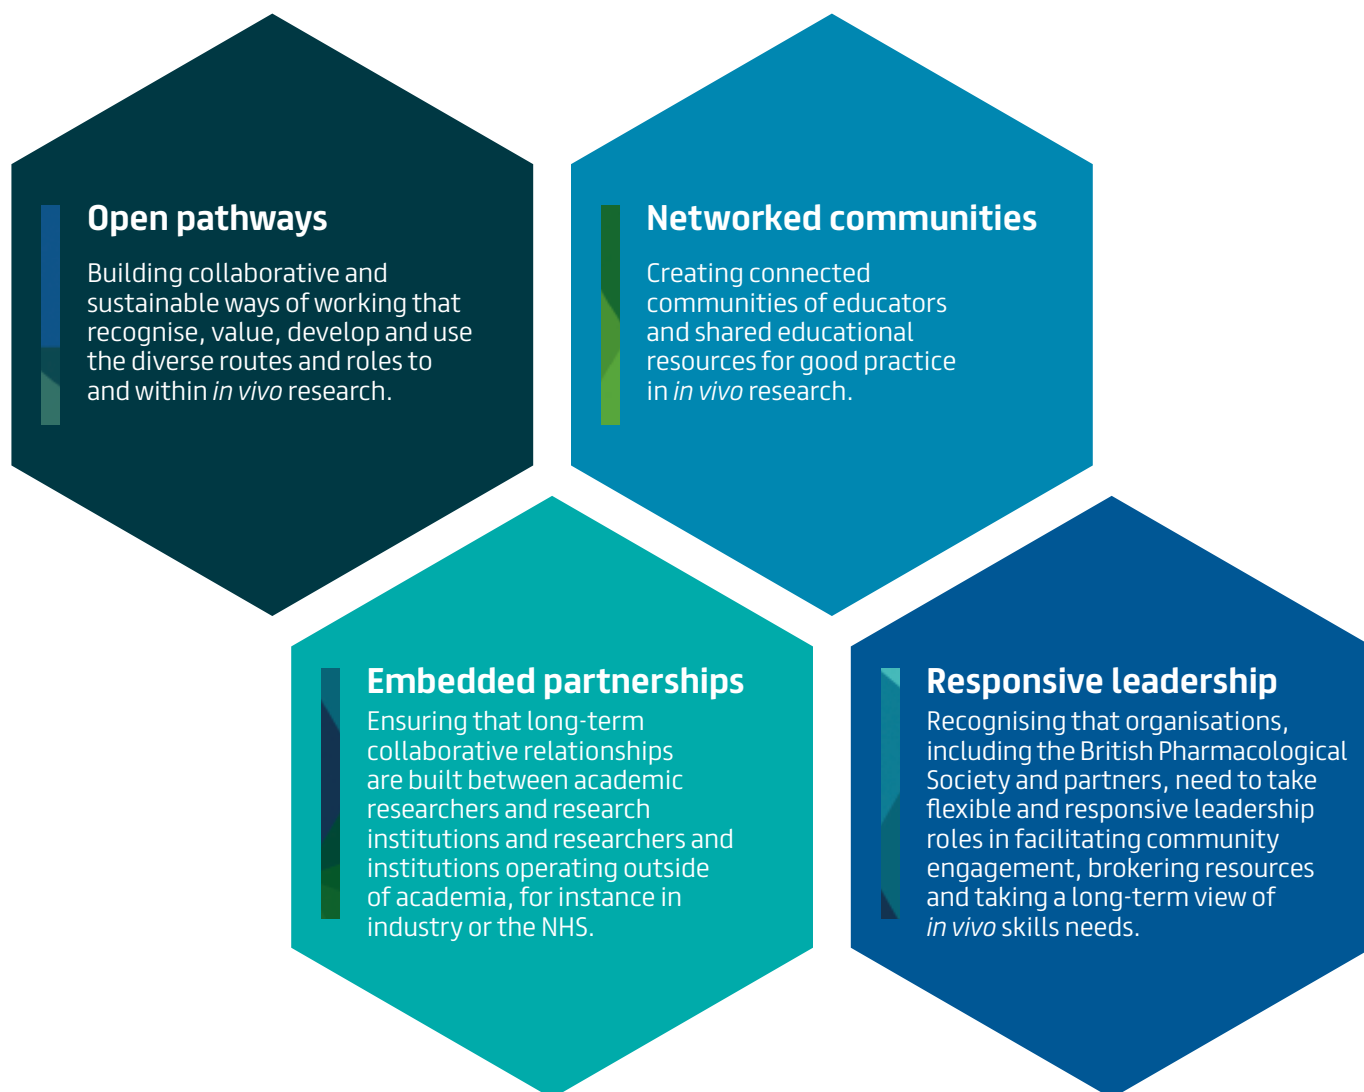 Open pathways
Building collaborative and
sustainable ways of working that
recognise, value, develop and use
the diverse routes and roles to
and within in vivo research.
Networked communities
Creating connected
communities of educators
and shared educational
resources for good practice
in in vivo research.
Embedded partnerships
Ensuring that long-term
collaborative relationships
are built between academic
researchers and research
institutions and researchers and
institutions operating outside
of academia, for instance in
industry or the NHS.
Responsive leadership
Recognising that organisations,
including the British Pharmacological
Society and partners, need to take
flexible and responsive leadership
roles in facilitating community
engagement, brokering resources
and taking a long-term view of
in vivo skills needs.